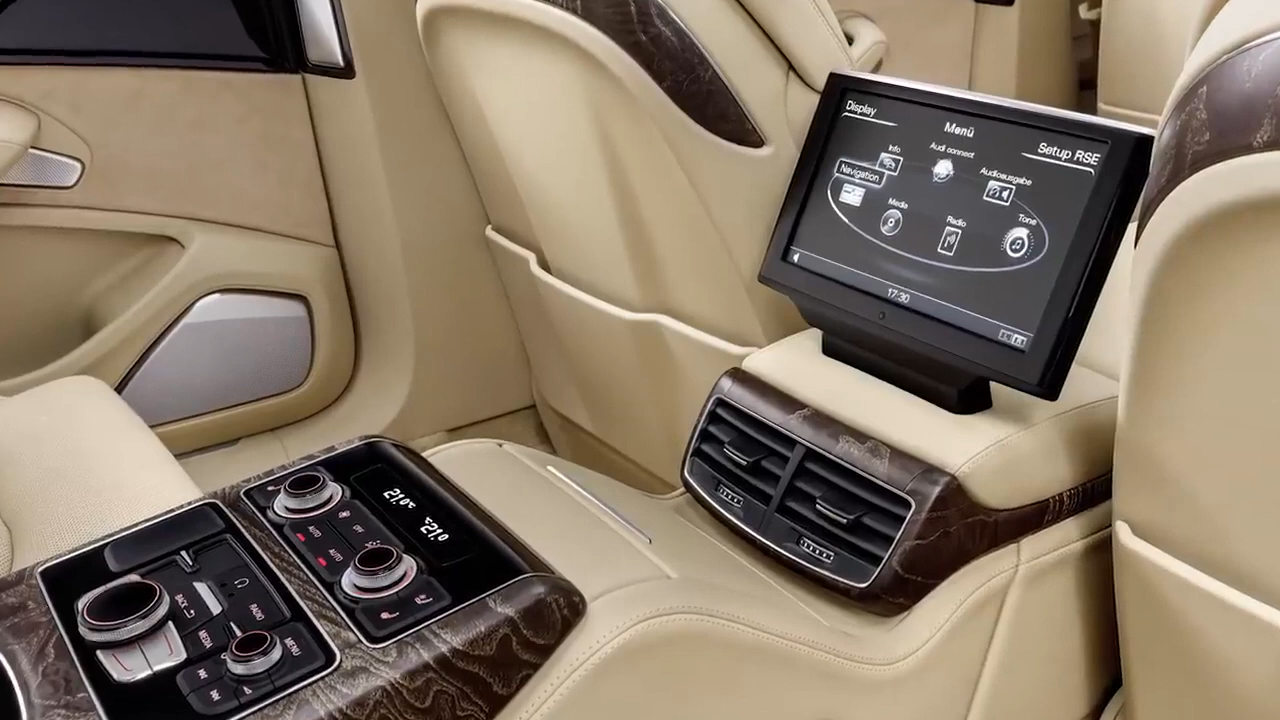 Display
Menü
Setup RSE
Info
Audi connect
Audioausgabe
Navigation
Media
Radio
Tone
17:30
21.0°C
°C21.0
AUTO
OFF
AUTO
BACK
RADIO
MEDIA
MENU